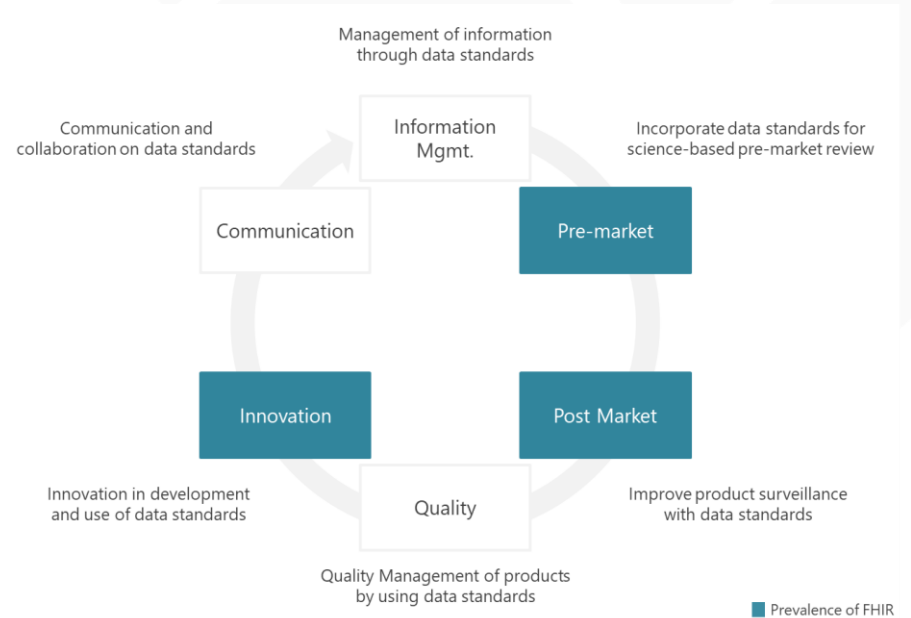 Management of information
through data standards
Information
Mgmt.
Incorporate data standards for
science-based pre-market review
Pre-market
Post Market
Improve product surveillance
with data standards
Quality
Quality Management of products
by using data standards
Innovation
Innovation in development
and use of data standards
Communication
Communication and
collaboration on data standards
Prevalence of FHIR